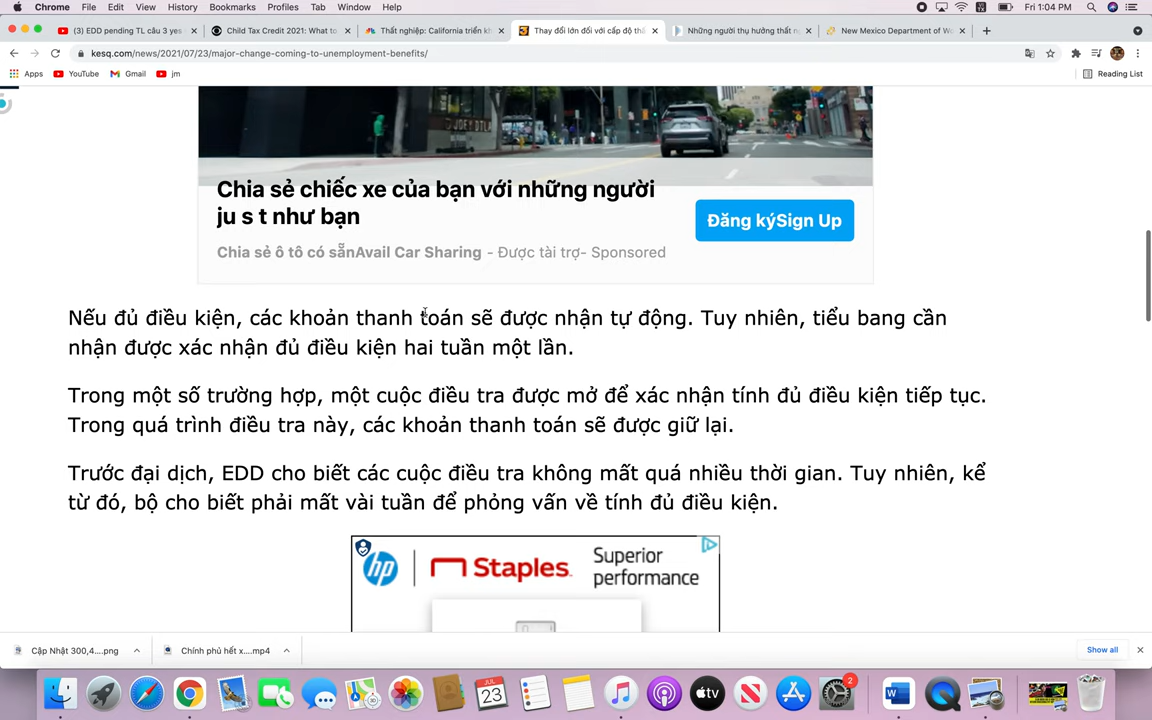 Chrome File Edit View History Bookmarks Profiles Tab Window Help Fri 1:04 PM
(3) EDD pending TL câu 3 yes Child Tax Credit 2021: What to Thất nghiệp: California triển kh Thay đổi lớn đối với cấp độ thấ Những người thụ hưởng thất ng New Mexico Department of Wo
kesq.com/news/2021/07/23/major-change-coming-to-unemployment-benefits/
Apps YouTube Gmail jm Reading List
Chia sẻ chiếc xe của bạn với những người
ju s t như bạn
Đăng kýSign Up
Chia sẻ ô tô có sẵnAvail Car Sharing - Được tài trợ- Sponsored
Nếu đủ điều kiện, các khoản thanh toán sẽ được nhận tự động. Tuy nhiên, tiểu bang cần
nhận được xác nhận đủ điều kiện hai tuần một lần.
Trong một số trường hợp, một cuộc điều tra được mở để xác nhận tính đủ điều kiện tiếp tục.
Trong quá trình điều tra này, các khoản thanh toán sẽ được giữ lại.
Trước đại dịch, EDD cho biết các cuộc điều tra không mất quá nhiều thời gian. Tuy nhiên, kể
từ đó, bộ cho biết phải mất vài tuần để phỏng vấn về tính đủ điều kiện.
hp Staples Superior
performance
Cập Nhật 300,4....png Chính phủ hết x....mp4 Show all
JUL
23
tv
2
W